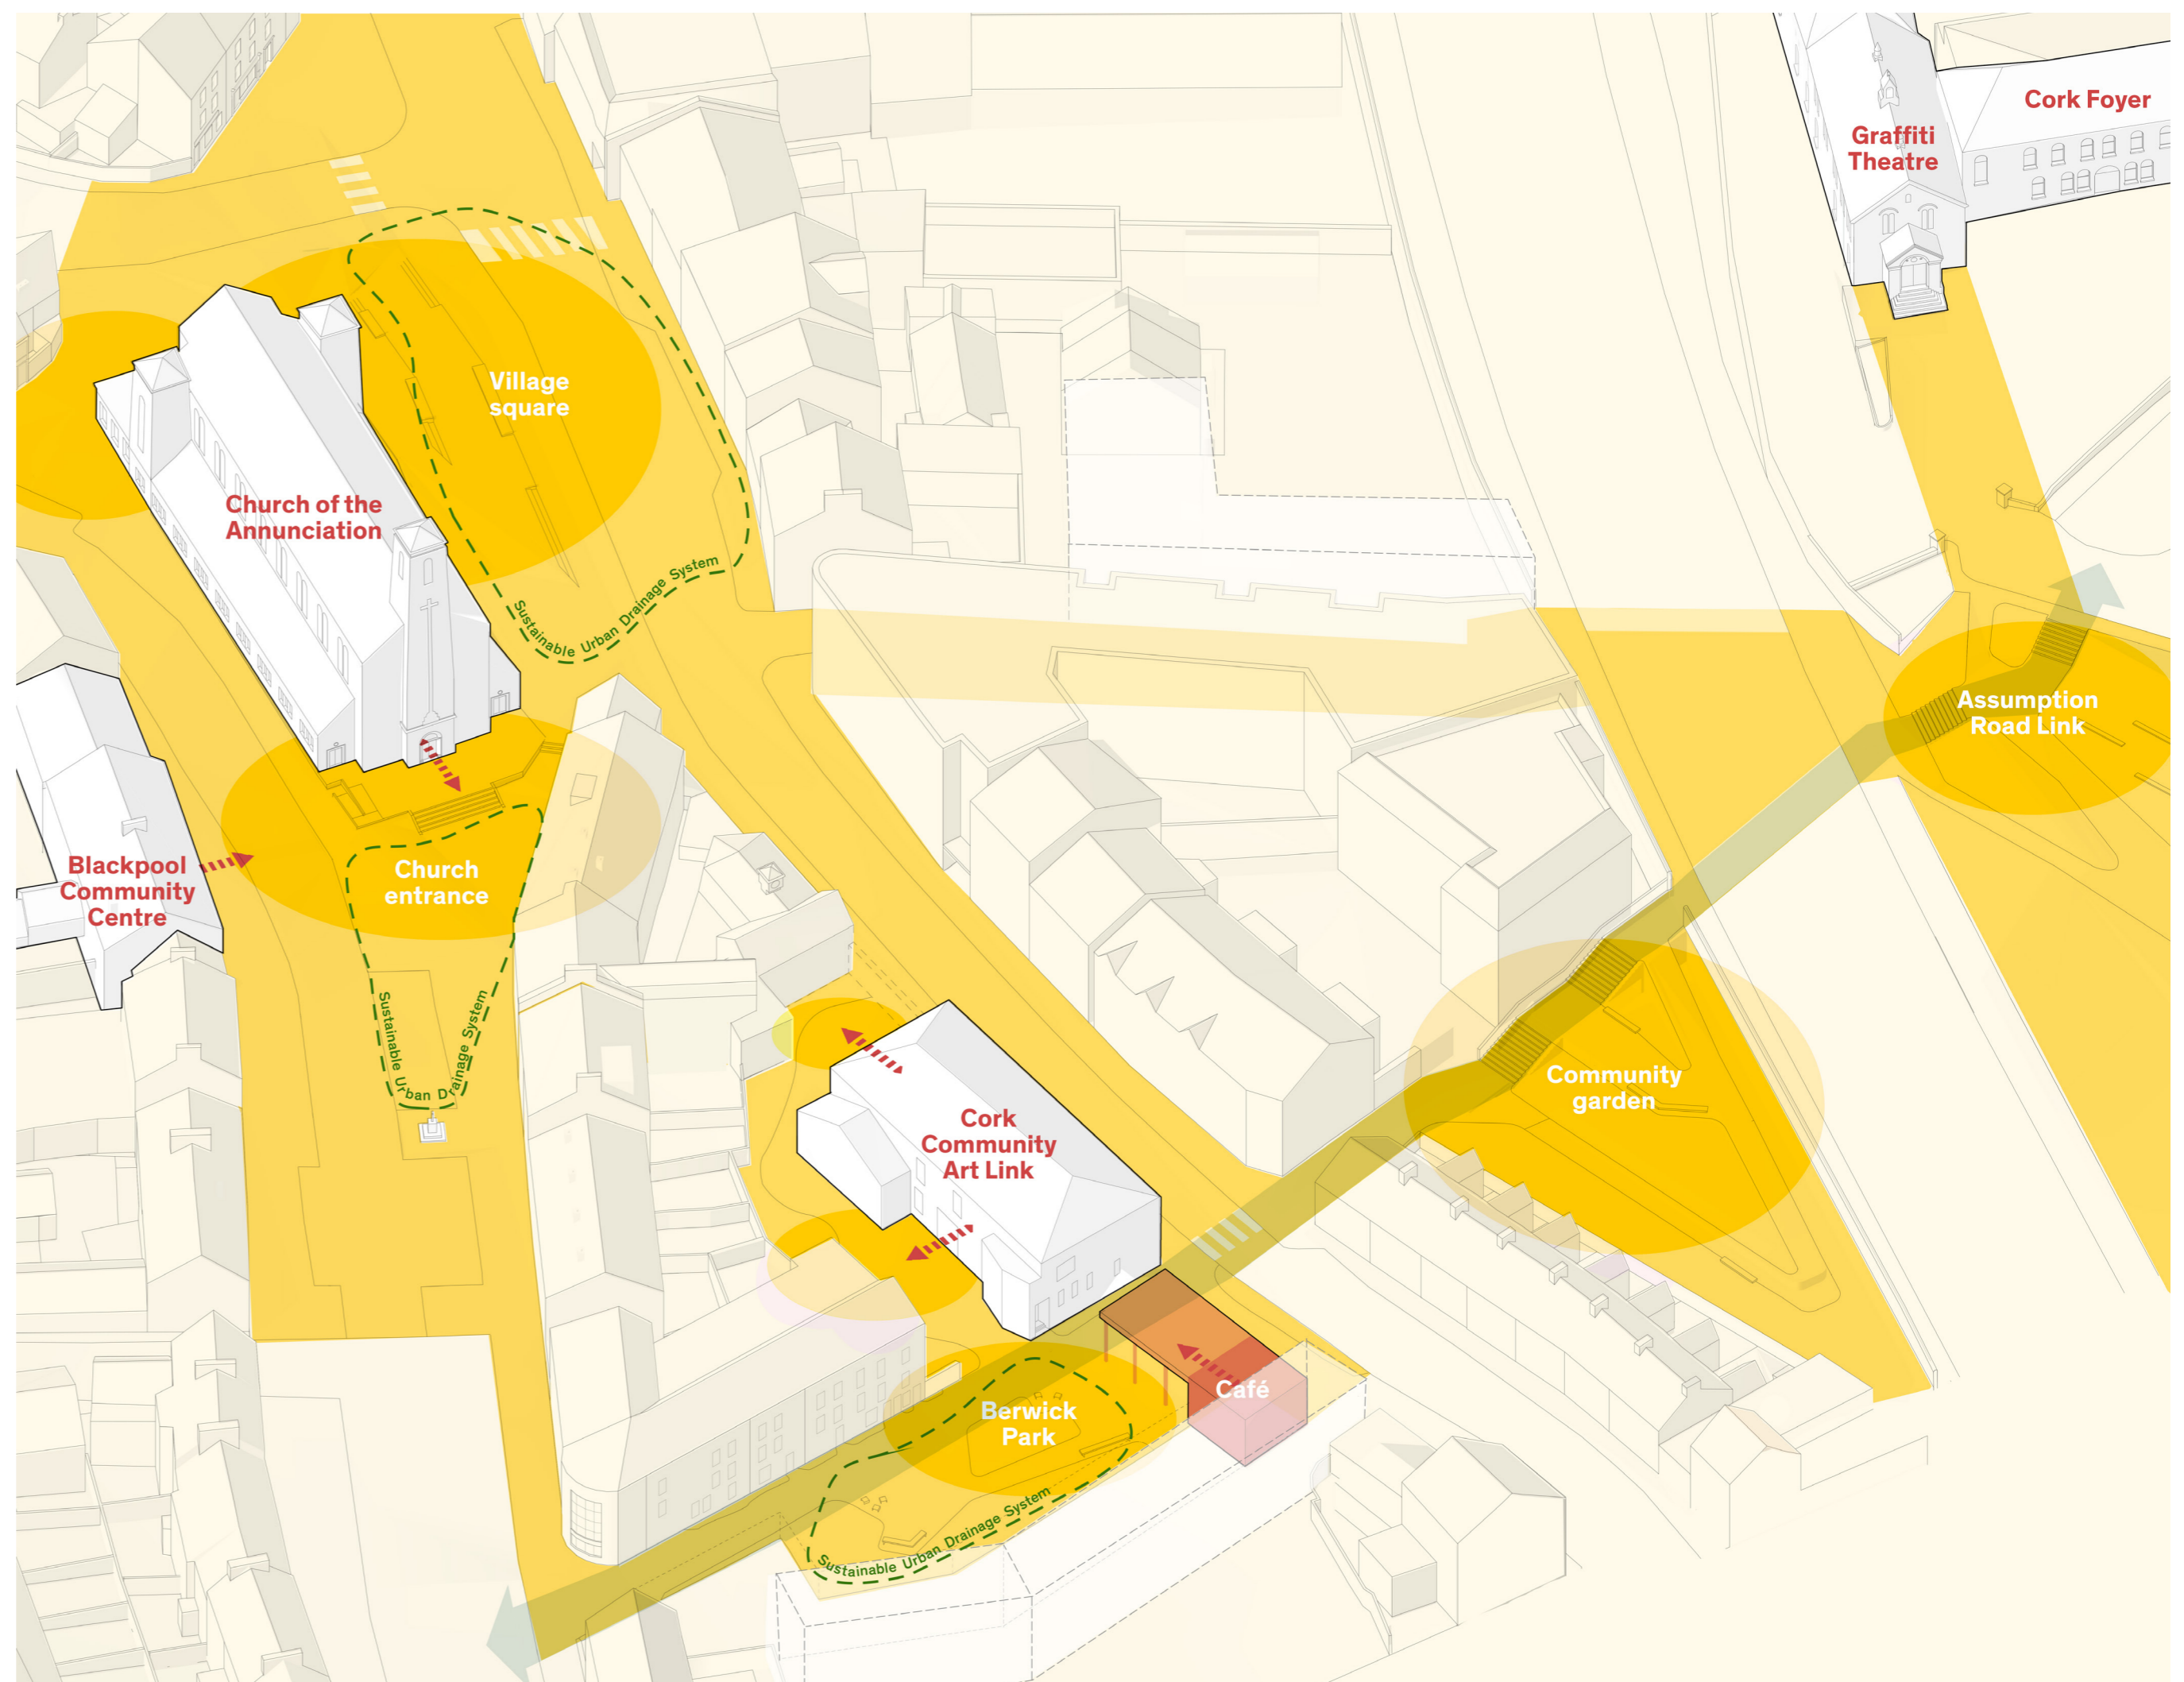 Cork Foyer
Graffiti
Theatre
Village
square
Church of the
Annunciation
Sustainable Urban Drainage System
Assumption
Road Link
Blackpool
Community
Centre
Church
entrance
Sustainable Urban Drainage System
Community
garden
Cork
Community
Art Link
Café
Berwick
Park
Sustainable Urban Drainage System